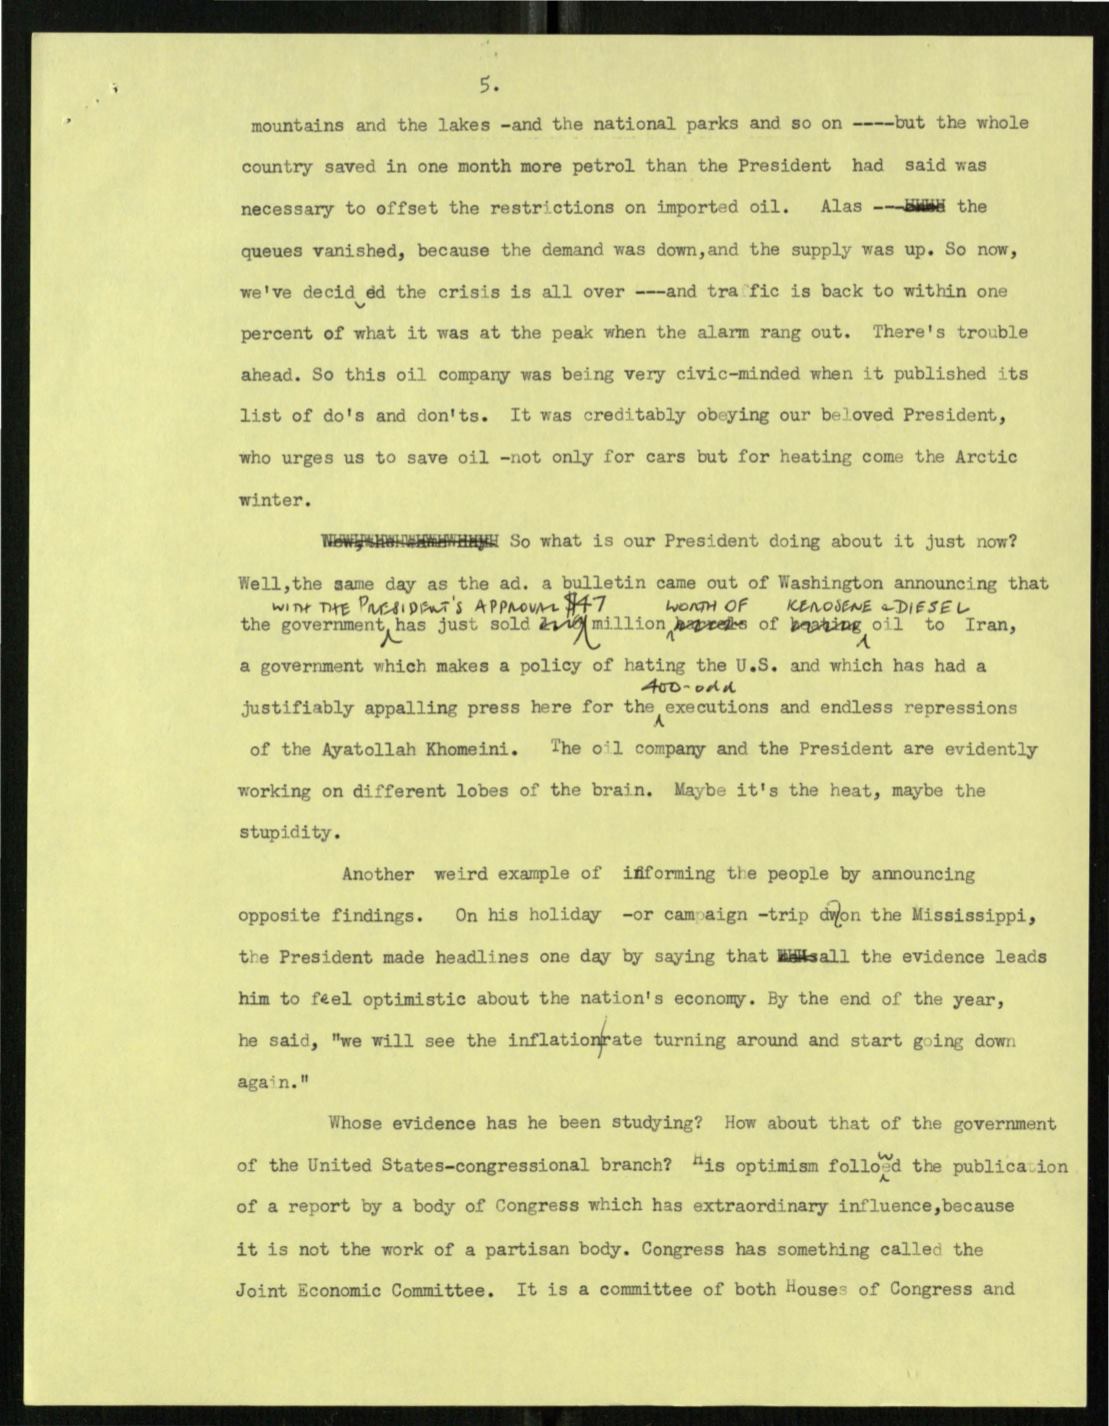 5.
mountains and the lakes -and the national parks and so on ----but the whole
country saved in one month more petrol than the President had said was
necessary to offset the restrictions on imported oil. Alas --- the
queues vanished, because the demand was down,and the supply was up. So now,
we've decid ed the crisis is all over ---and traffic is back to within one
percent of what it was at the peak when the alarm rang out. There's trouble
ahead. So this oil company was being very civic-minded when it published its
list of do's and don'ts. It was creditably obeying our beloved President,
who urges us to save oil -not only for cars but for heating come the Arctic
winter.
So what is our President doing about it just now?
Well,the same day as the ad. a bulletin came out of Washington announcing that
WITH THE PRESIDENT'S APPROVAL $47 WORTH OF KEROSENE & DIESEL
the government has just sold million barrels of heating oil to Iran,
a government which makes a policy of hating the U.S. and which has had a
400-odd
justifiably appalling press here for the executions and endless repressions
of the Ayatollah Khomeini. The oil company and the President are evidently
working on different lobes of the brain. Maybe it's the heat, maybe the
stupidity.
Another weird example of informing the people by announcing
opposite findings. On his holiday -or campaign -trip dwon the Mississippi,
the President made headlines one day by saying that all the evidence leads
him to feel optimistic about the nation's economy. By the end of the year,
he said, "we will see the inflation/rate turning around and start going down
again."
Whose evidence has he been studying? How about that of the government
of the United States-congressional branch? His optimism followed the publication
of a report by a body of Congress which has extraordinary influence,because
it is not the work of a partisan body. Congress has something called the
Joint Economic Committee. It is a committee of both Houses of Congress and